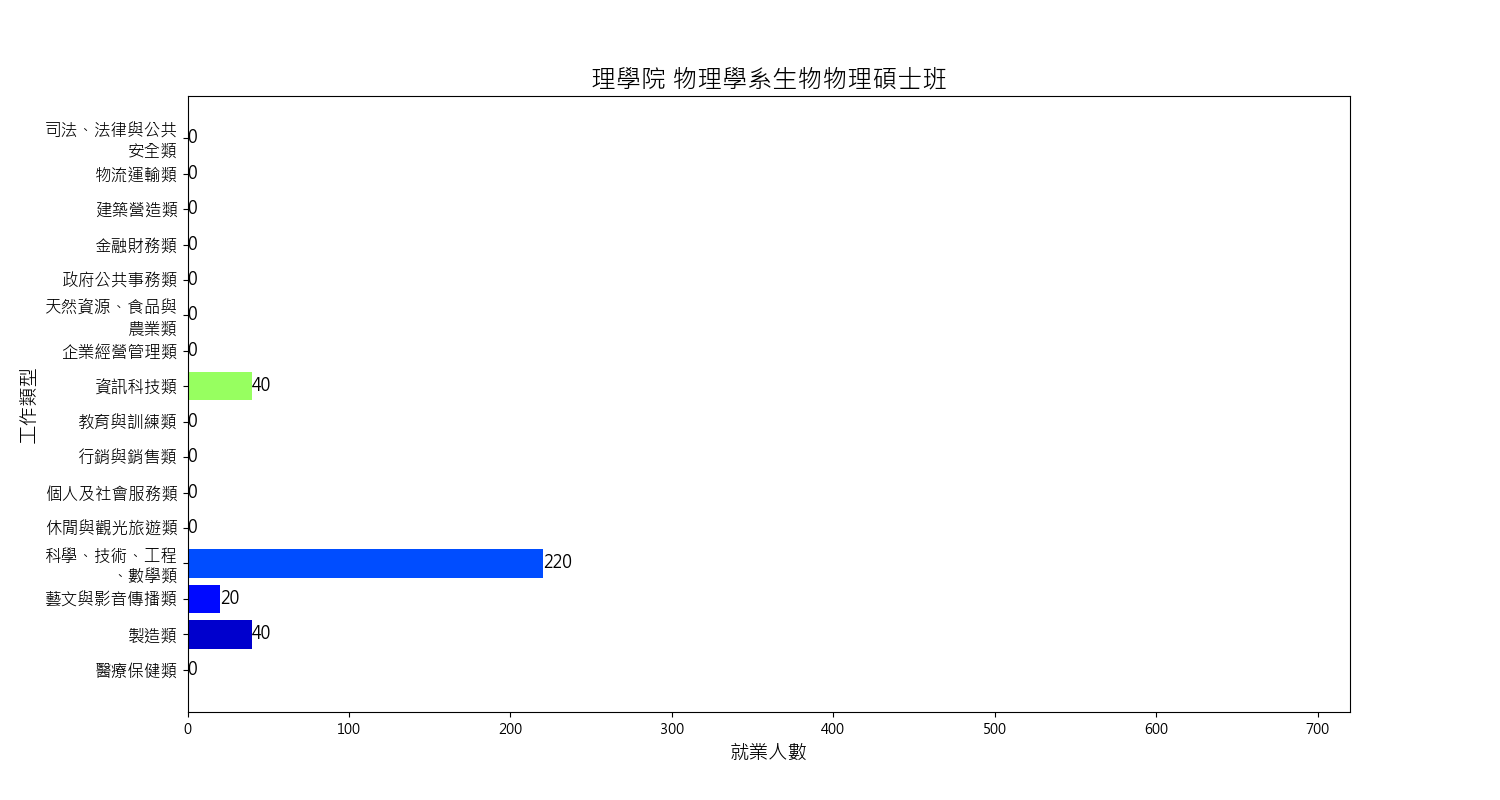 理學院 物理學系生物物理碩士班
司法、法律與公共
安全類
0
物流運輸類
0
建築營造類
0
金融財務類
0
政府公共事務類
0
天然資源、食品與
農業類
0
企業經營管理類
0
資訊科技類
40
教育與訓練類
0
行銷與銷售類
0
個人及社會服務類
0
休閒與觀光旅遊類
0
科學、技術、工程
、數學類
220
藝文與影音傳播類
20
製造類
40
醫療保健類
0
工作類型
0 100 200 300 400 500 600 700
就業人數